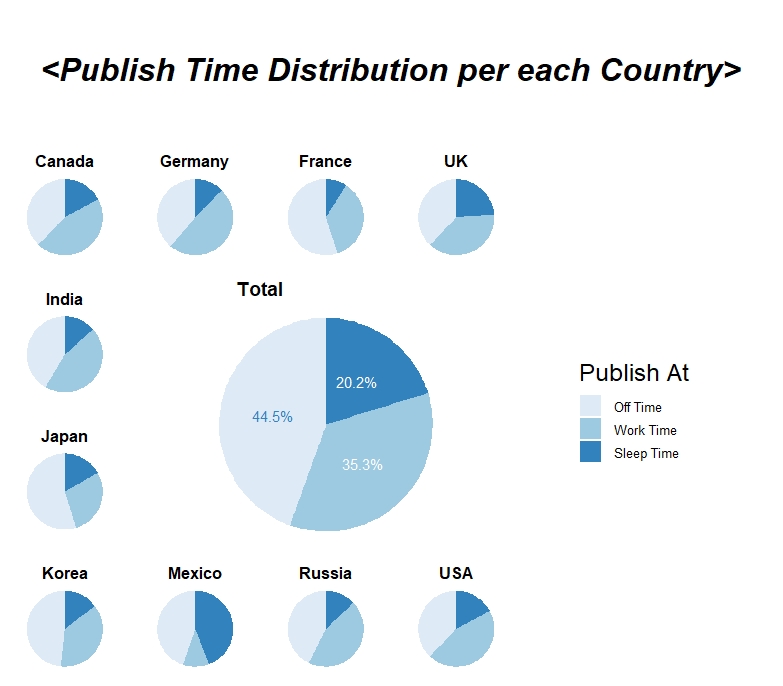 <Publish Time Distribution per each Country>
Canada
Germany
France
UK
India
Total
20.2%
44.5%
35.3%
Publish At
Off Time
Work Time
Sleep Time
Japan
Korea
Mexico
Russia
USA